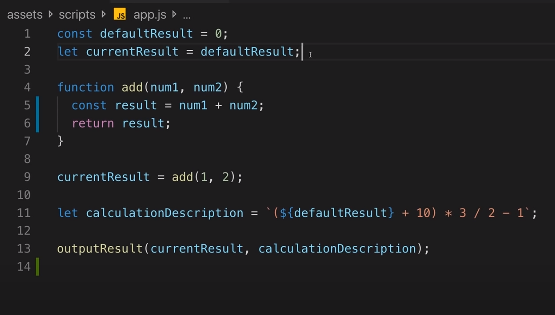 assets scripts JS app.js ...
1 const defaultResult = 0;
2 let currentResult = defaultResult;
3
4 function add(num1, num2) {
5 const result = num1 + num2;
6 return result;
7 }
8
9 currentResult = add(1, 2);
10
11 let calculationDescription = `(${defaultResult} + 10) * 3 / 2 - 1`;
12
13 outputResult(currentResult, calculationDescription);
14